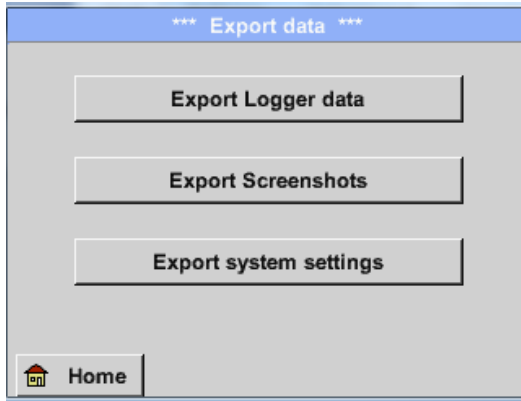 *** Export data ***
Export Logger data
Export Screenshots
Export system settings
Home